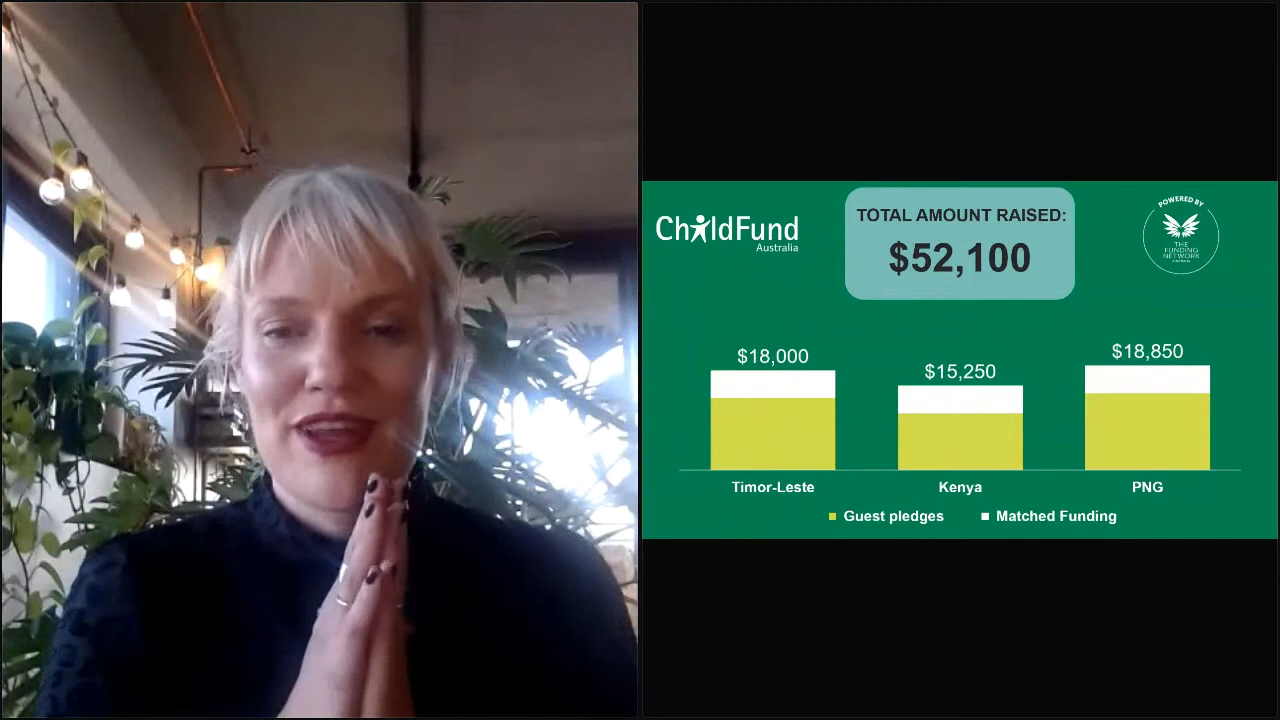 ChildFund
Australia
TOTAL AMOUNT RAISED:
$52,100
POWERED BY
THE
FUNDING
NETWORK
AUSTRALIA
$18,000
$15,250
$18,850
Timor-Leste
Kenya
PNG
Guest pledges
Matched Funding